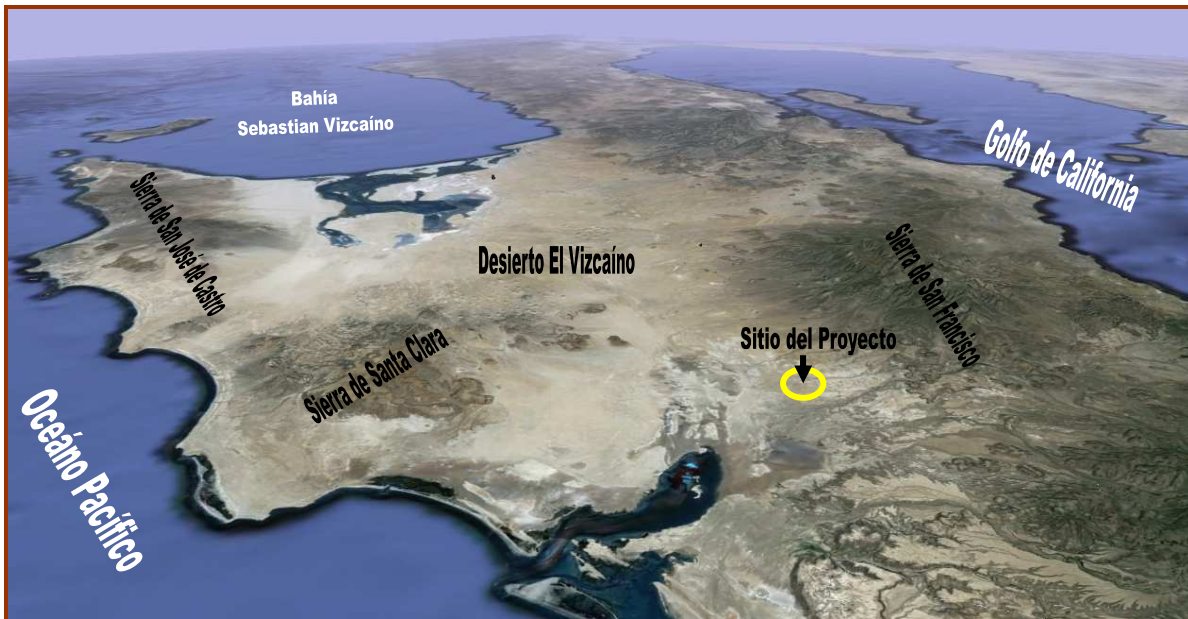 Bahía
Sebastian Vizcaíno
Golfo de California
Sierra de San José de Castro
Desierto El Vizcaíno
Sierra de San Francisco
Sitio del Proyecto
Sierra de Santa Clara
Oceáno Pacífico